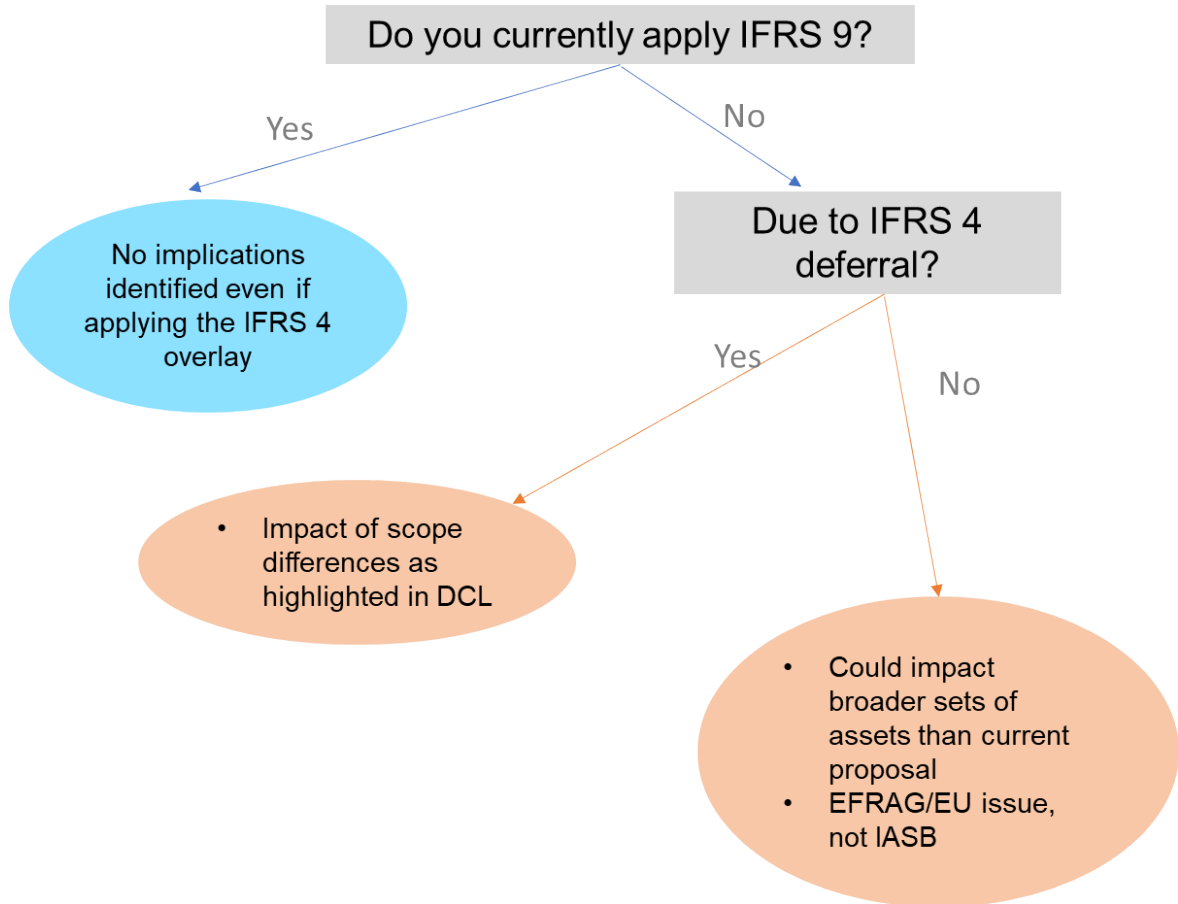 Do you currently apply IFRS 9?
Yes
No
No implications
identified even if
applying the IFRS 4
overlay
Due to IFRS 4
deferral?
Yes
No
• Impact of scope
differences as
highlighted in DCL
• Could impact
broader sets of
assets than current
proposal
• EFRAG/EU issue,
not IASB